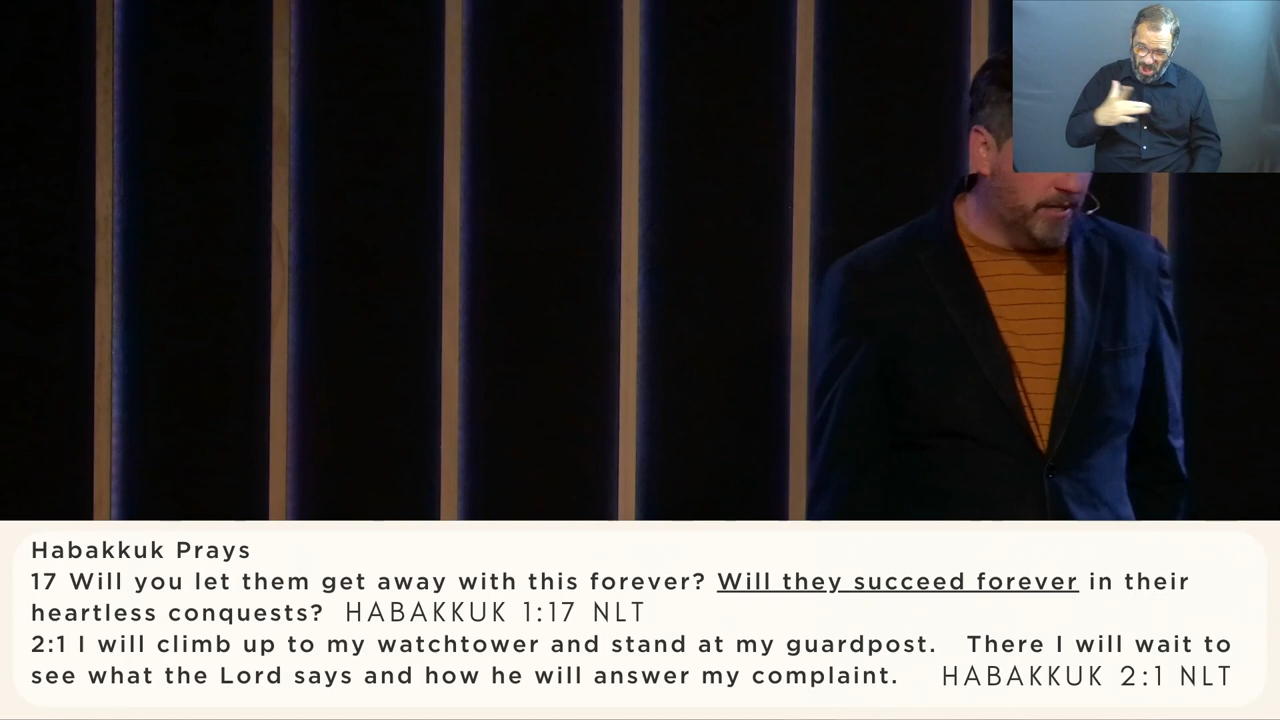 Habakkuk Prays
17 Will you let them get away with this forever? Will they succeed forever in their
heartless conquests? HABAKKUK 1:17 NLT
2:1 I will climb up to my watchtower and stand at my guardpost. There I will wait to
see what the Lord says and how he will answer my complaint. HABAKKUK 2:1 NLT